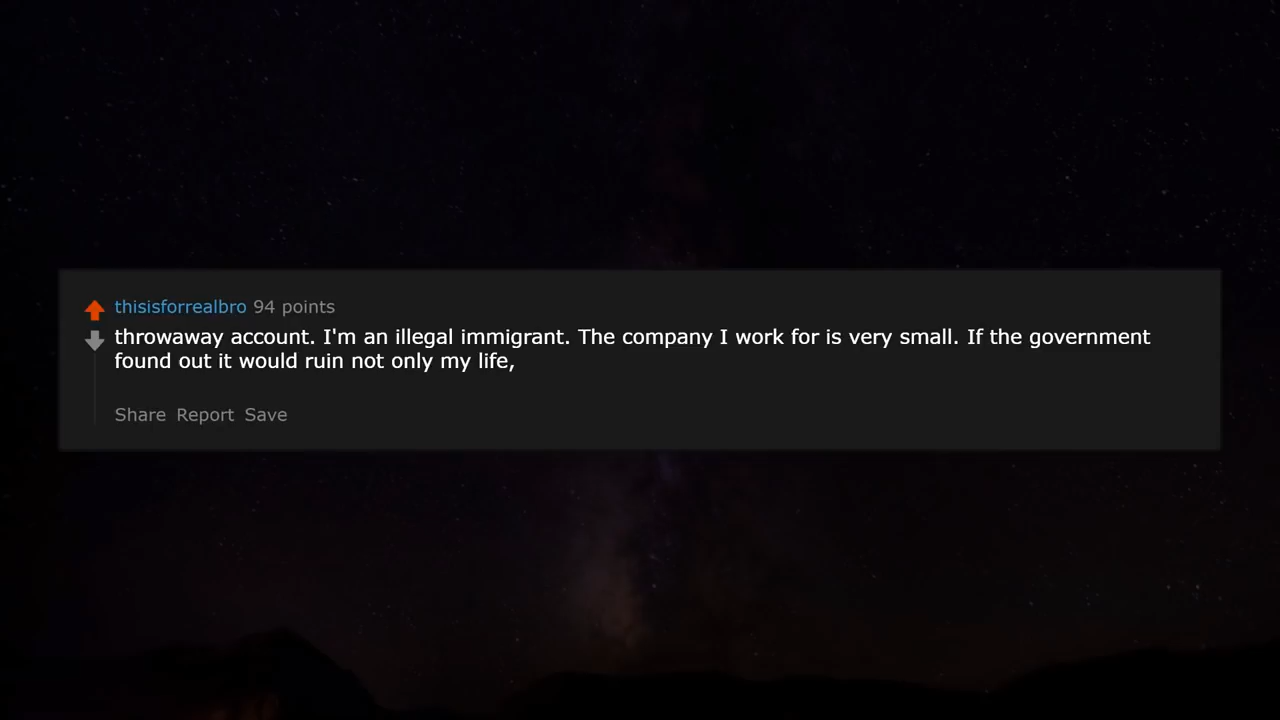 thisisforrealbro 94 points
throwaway account. I'm an illegal immigrant. The company I work for is very small. If the government
found out it would ruin not only my life,
Share Report Save